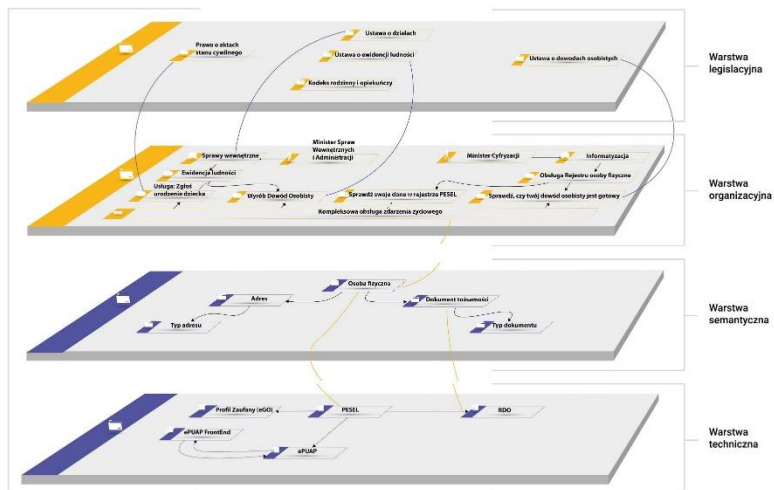 Prawo o aktach
stanu cywilnego
Ustawa o działach
Ustawa o ewidencji ludności
Ustawa o dowodach osobistych
Kodeks rodzinny i opiekuńczy
Warstwa
legislacyjna
Sprawy wewnętrzne
Minister Spraw
Wewnętrznych
i Administracji
Minister Cyfryzacji
Informatyzacja
Ewidencja ludności
Obsługa Rejestru osoby fizyczne
Usługa: Zgłoś
urodzenie dziecka
Wyrób Dowód Osobisty
Sprawdź swoje dane w rejestrze PESEL
Sprawdź, czy twój dowód osobisty jest gotowy
Kompleksowa obsługa zdarzenia życiowego
Warstwa
organizacyjna
Osoba fizyczna
Adres
Dokument tożsamości
Typ adresu
Typ dokumentu
Warstwa
semantyczna
Profil Zaufany (eGO)
PESEL
RDO
ePUAP FrontEnd
ePUAP
Warstwa
techniczna